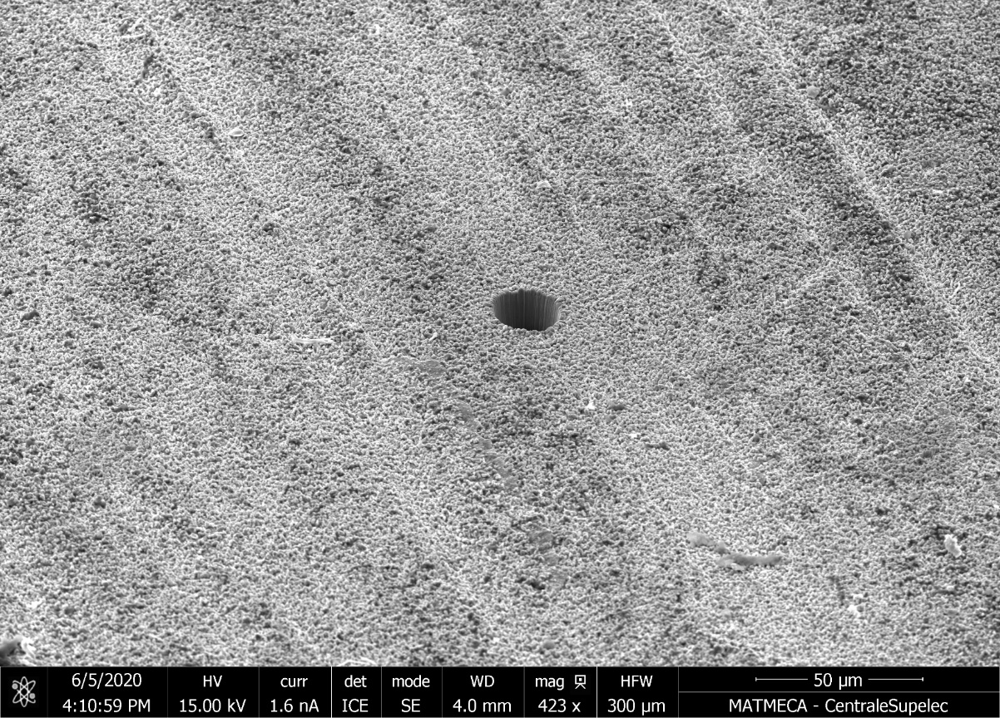 6/5/2020 HV curr det mode WD mag HFW 50 µm
4:10:59 PM 15.00 kV 1.6 nA ICE SE 4.0 mm 423 x 300 µm MATMECA - CentraleSupelec